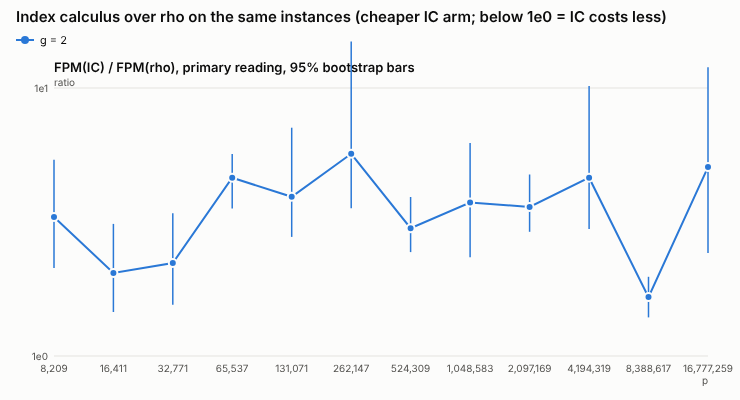 Index calculus over rho on the same instances (cheaper IC arm; below 1e0 = IC costs less)
g = 2
FPM(IC) / FPM(rho), primary reading, 95% bootstrap bars
ratio
1e1
1e0
8,209 16,411 32,771 65,537 131,071 262,147 524,309 1,048,583 2,097,169 4,194,319 8,388,617 16,777,259
p